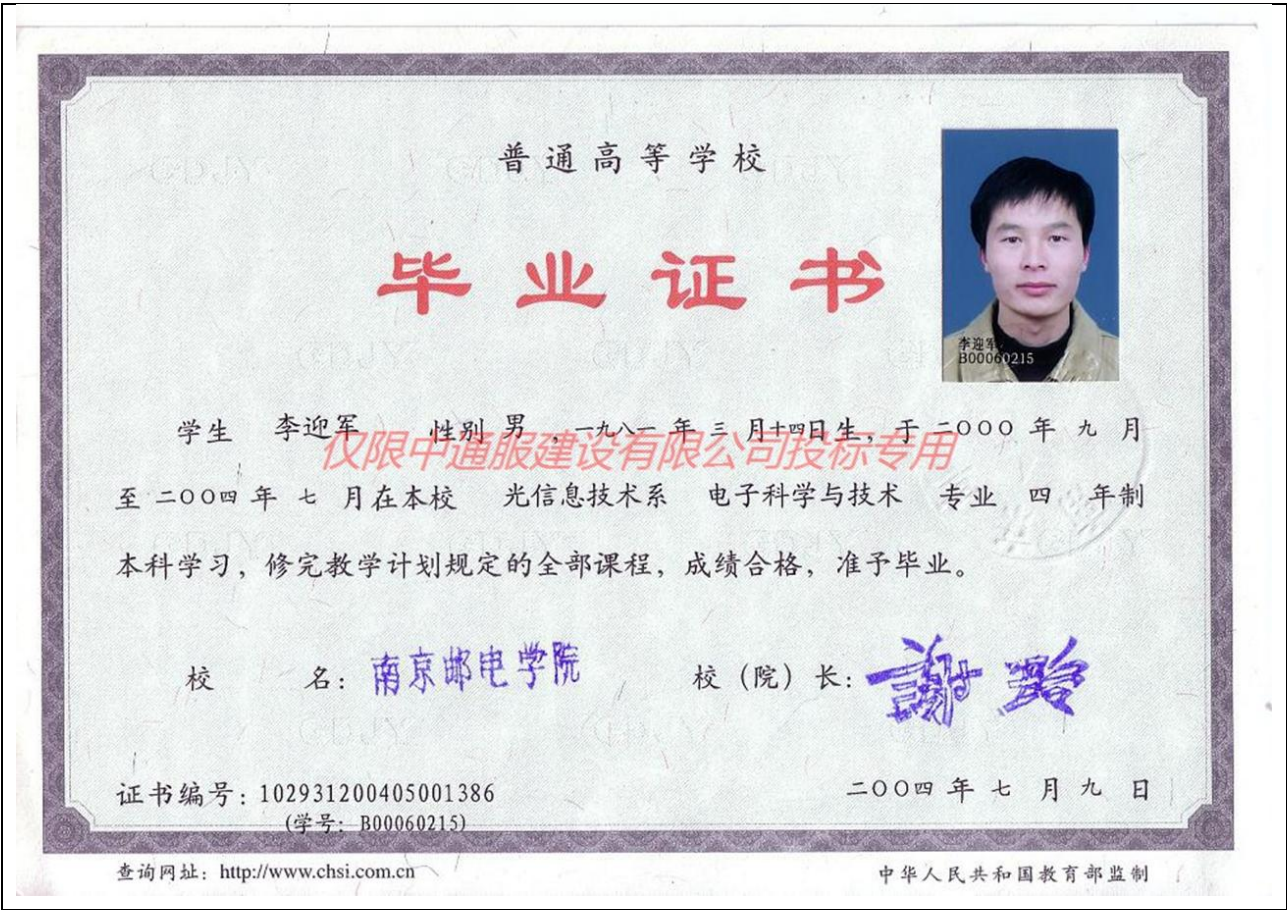 普通高等学校
毕业证书
李迎军
B00060215
学生 李迎军 性别 男 ,一九八一年 三 月十四日生，于 二〇〇〇 年 九 月
仅限中通服建设有限公司投标专用
至 二〇〇四 年 七 月在本校 光信息技术系 电子科学与技术 专业 四 年制
本科学习，修完教学计划规定的全部课程，成绩合格，准予毕业。
校 名：南京邮电学院 校（院）长：謝
证书编号：102931200405001386 二〇〇四 年 七 月 九 日
(学号：B00060215)
查询网址：http://www.chsi.com.cn 中华人民共和国教育部监制